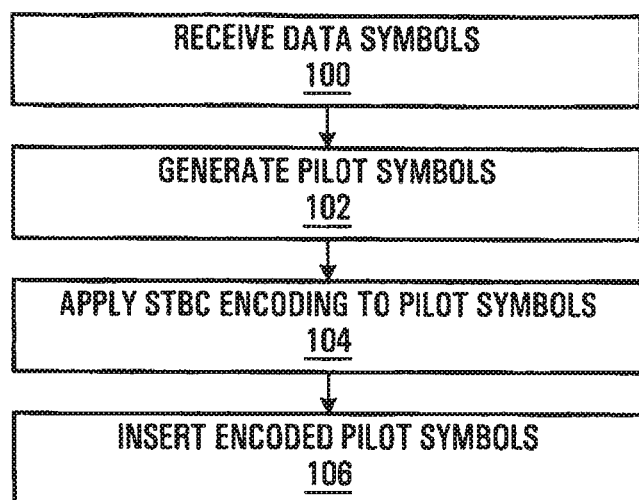 RECEIVE DATA SYMBOLS
100
GENERATE PILOT SYMBOLS
102
APPLY STBC ENCODING TO PILOT SYMBOLS
104
INSERT ENCODED PILOT SYMBOLS
106